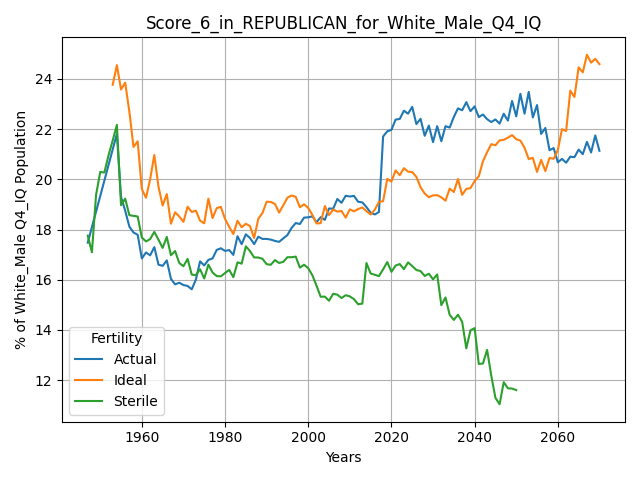 Score_6_in_REPUBLICAN_for_White_Male_Q4_IQ
% of White_Male Q4_IQ Population
24
22
20
18
16
14
12
Fertility
Actual
Ideal
Sterile
1960 1980 2000 2020 2040 2060
Years